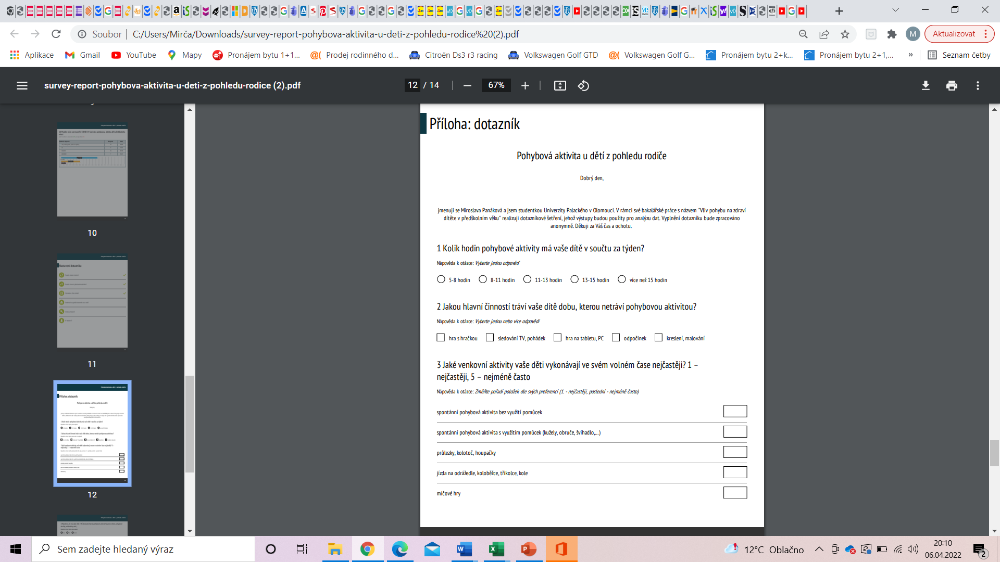 Soubor
C:/Users/Mirča/Downloads/survey-report-pohybova-aktivita-u-deti-z-pohledu-rodice%20(2).pdf
M
Aktualizovat
Aplikace
Gmail
YouTube
Mapy
Pronájem bytu 1+1...
Prodej rodinného d...
Citroën Ds3 r3 racing
Volkswagen Golf GTD
Volkswagen Golf G...
Pronájem bytu 2+k...
Pronájem bytu 2+1,...
»
Seznam četby
survey-report-pohybova-aktivita-u-deti-z-pohledu-rodice (2).pdf
12 / 14
67%
10
11
12
Příloha: dotazník
Pohybová aktivita u dětí z pohledu rodiče
Dobrý den,
jmenuji se Miroslava Panáková a jsem studentkou Univerzity Palackého v Olomouci. V rámci své bakalářské práce s názvem "Vliv pohybu na zdraví
dítěte v předškolním věku" realizuji dotazníkové šetření, jehož výstupy budou použity pro analýzu dat. Vyplnění dotazníku bude zpracováno
anonymně. Děkuji za Váš čas a ochotu.
1 Kolik hodin pohybové aktivity má vaše dítě v součtu za týden?
Nápověda k otázce: Vyberte jednu odpověď
5-8 hodin
8-11 hodin
11-13 hodin
13-15 hodin
více než 15 hodin
2 Jakou hlavní činností tráví vaše dítě dobu, kterou netráví pohybovou aktivitou?
Nápověda k otázce: Vyberte jednu nebo více odpovědí
hra s hračkou
sledování TV, pohádek
hra na tabletu, PC
odpočinek
kreslení, malování
3 Jaké venkovní aktivity vaše děti vykonávají ve svém volném čase nejčastěji? 1 –
nejčastěji, 5 – nejméně často
Nápověda k otázce: Změňte pořadí položek dle svých preferencí (1. - nejčastěji, poslední - nejméně často)
spontánní pohybová aktivita bez využití pomůcek
spontánní pohybová aktivita s využitím pomůcek (kužely, obruče, švihadlo,...)
průlezky, kolotoč, houpačky
jízda na odrážedle, koloběžce, tříkolce, kole
míčové hry
Sem zadejte hledaný výraz
12°C Oblačno
20:10
06.04.2022
2